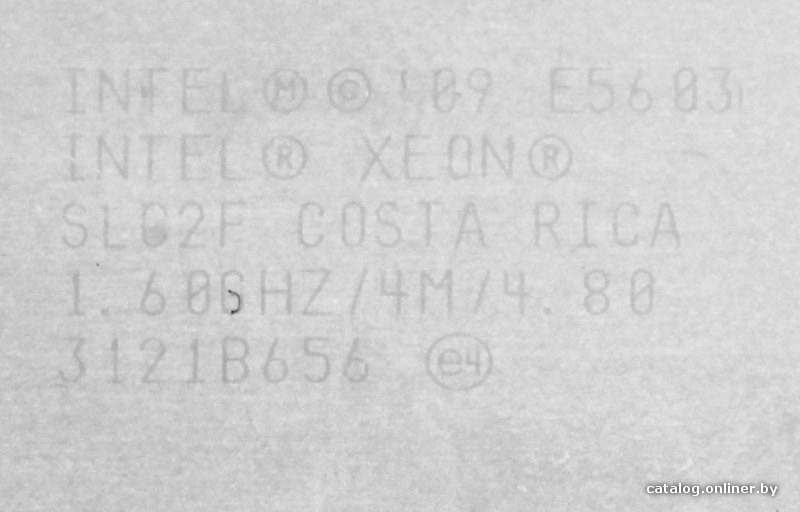 INTEL Ⓜ © '09 E5603
INTEL® XEON®
SLC2F COSTA RICA
1.60GHZ/4M/4.80
3121B656 e4
catalog.onliner.by